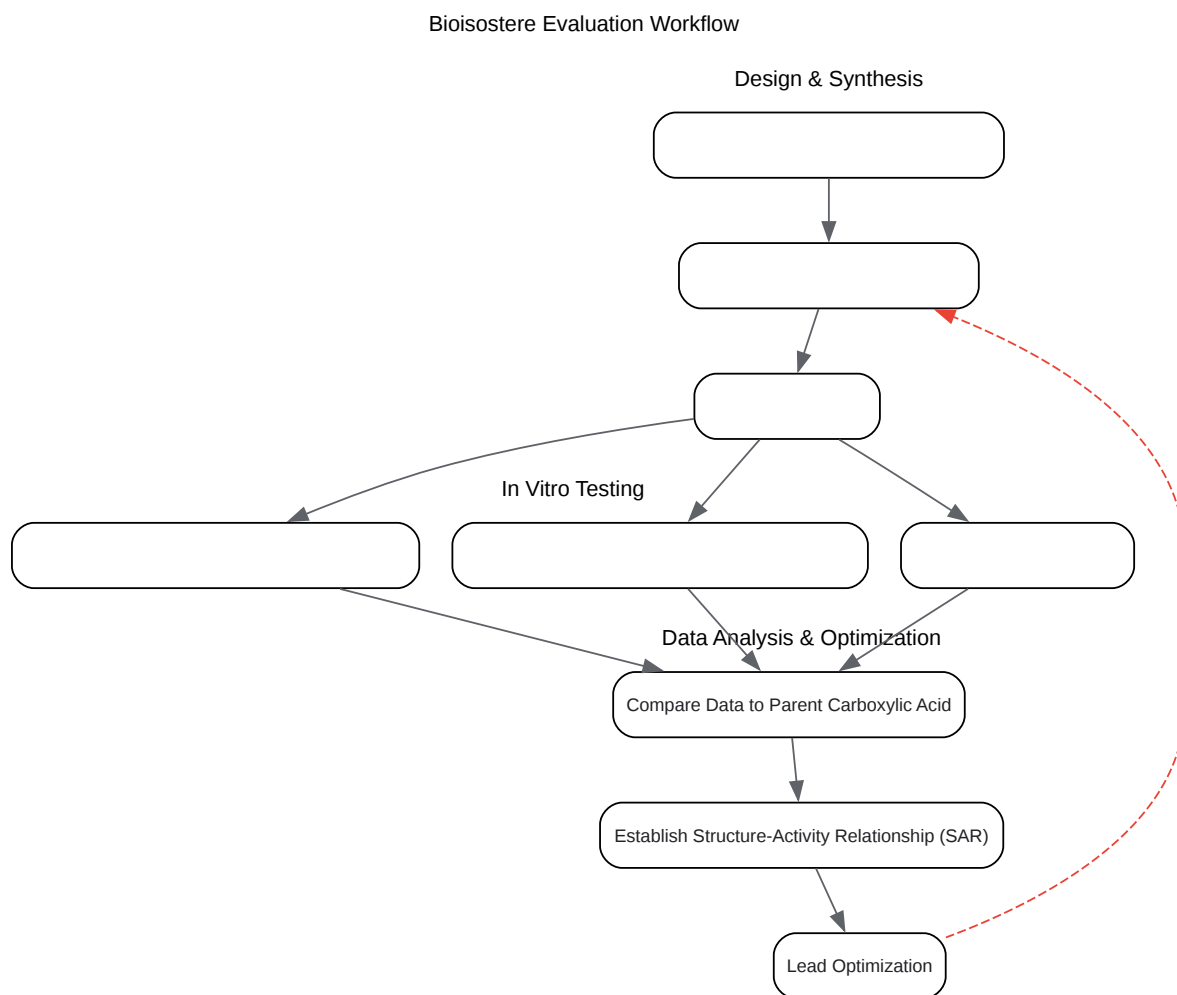 Bioisostere Evaluation Workflow
Design & Synthesis
In Vitro Testing
Data Analysis & Optimization
Compare Data to Parent Carboxylic Acid
Establish Structure-Activity Relationship (SAR)
Lead Optimization